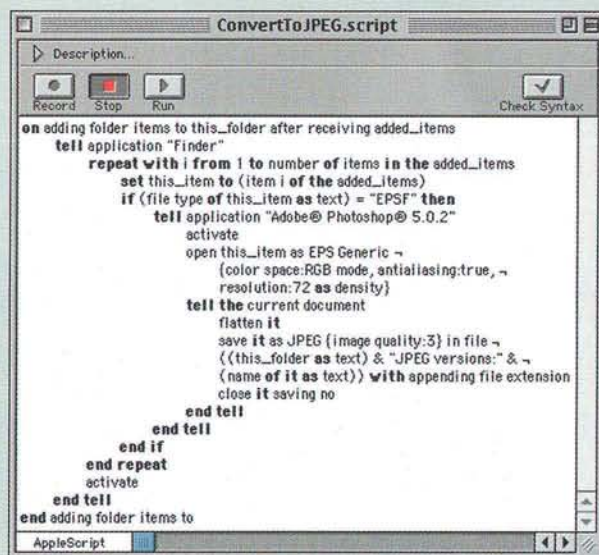 ConvertToJPEG.script
Description...
Record Stop Run Check Syntax
on adding folder items to this_folder after receiving added_items
tell application "Finder"
repeat with i from 1 to number of items in the added_items
set this_item to (item i of the added_items)
if (file type of this_item as text) = "EPSF" then
tell application "Adobe® Photoshop® 5.0.2"
activate
open this_item as EPS Generic ¬
{color space:RGB mode, antialiasing:true, ¬
resolution:72 as density}
tell the current document
flatten it
save it as JPEG {image quality:3} in file ¬
((this_folder as text) & "JPEG versions:" & ¬
(name of it as text)) with appending file extension
close it saving no
end tell
end tell
end if
end repeat
activate
end tell
end adding folder items to
AppleScript